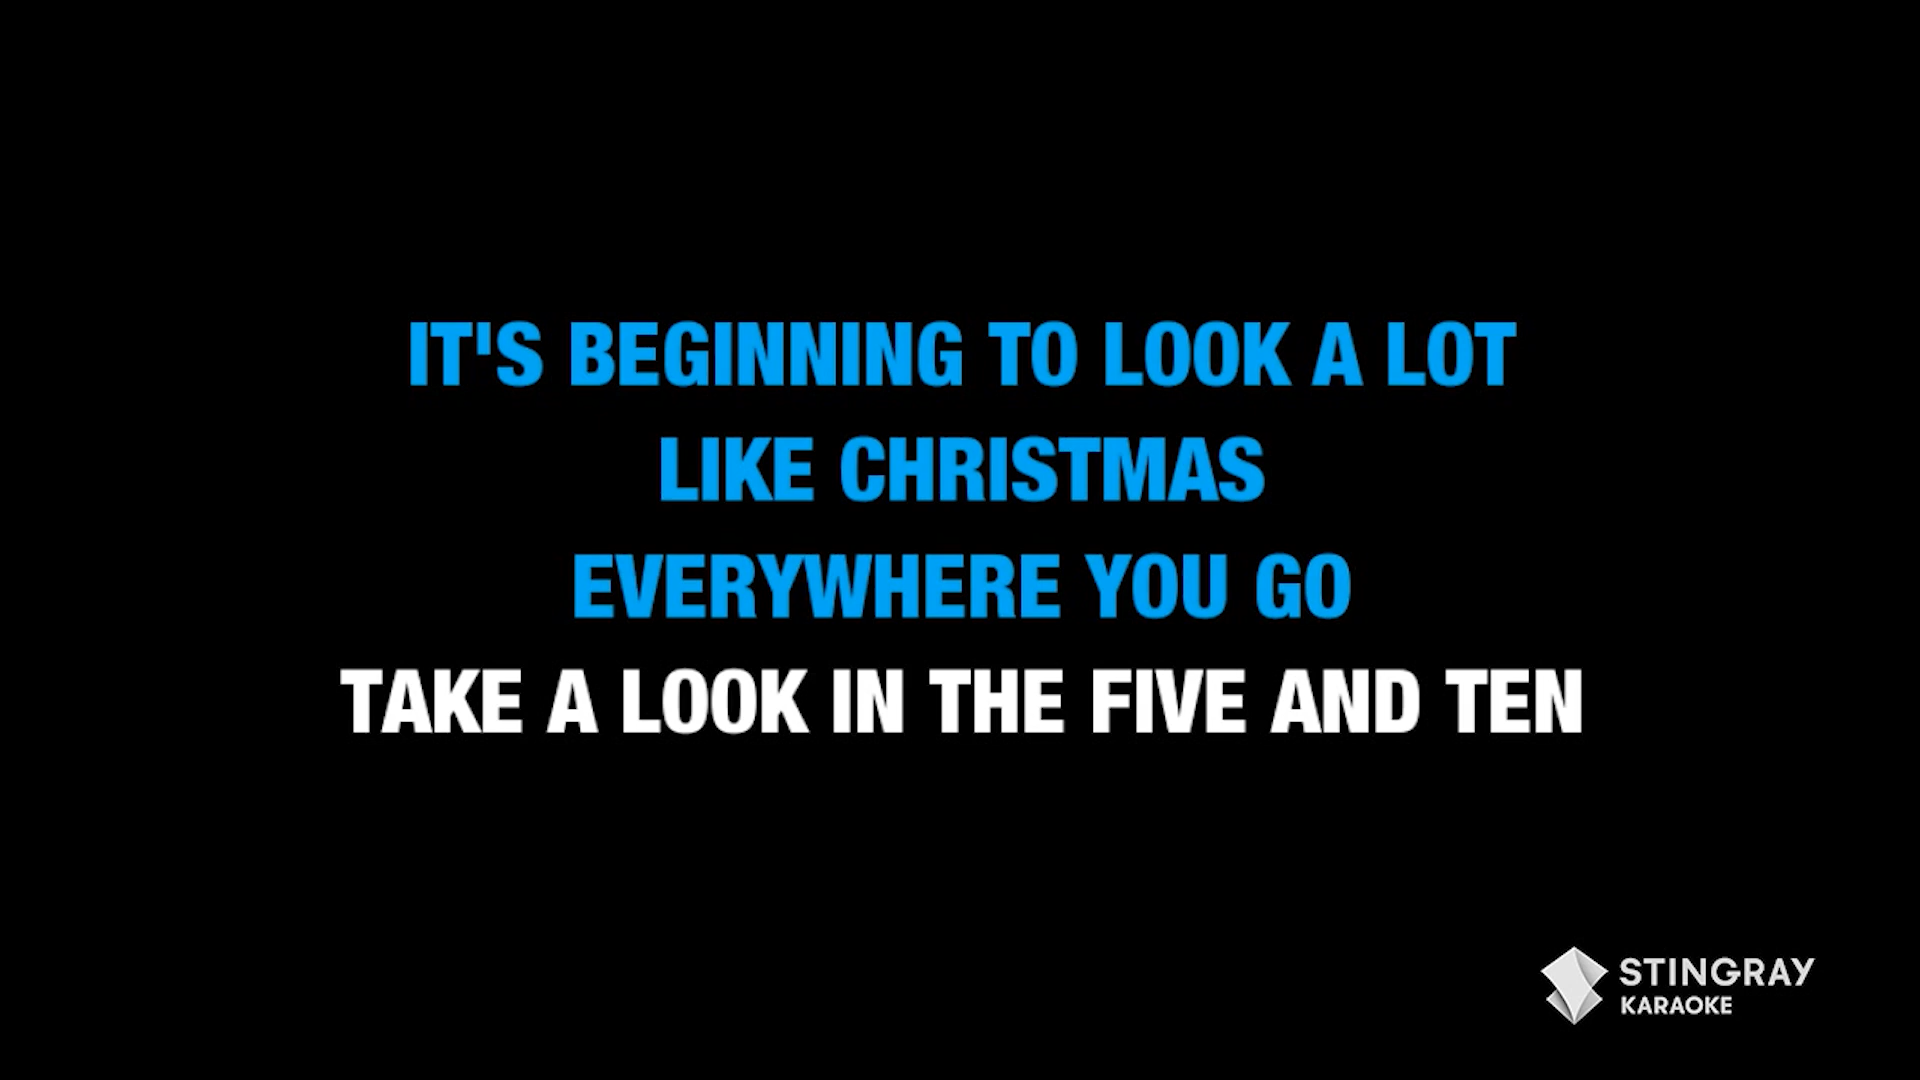 IT'S BEGINNING TO LOOK A LOT
LIKE CHRISTMAS
EVERYWHERE YOU GO
TAKE A LOOK IN THE FIVE AND TEN
STINGRAY
KARAOKE